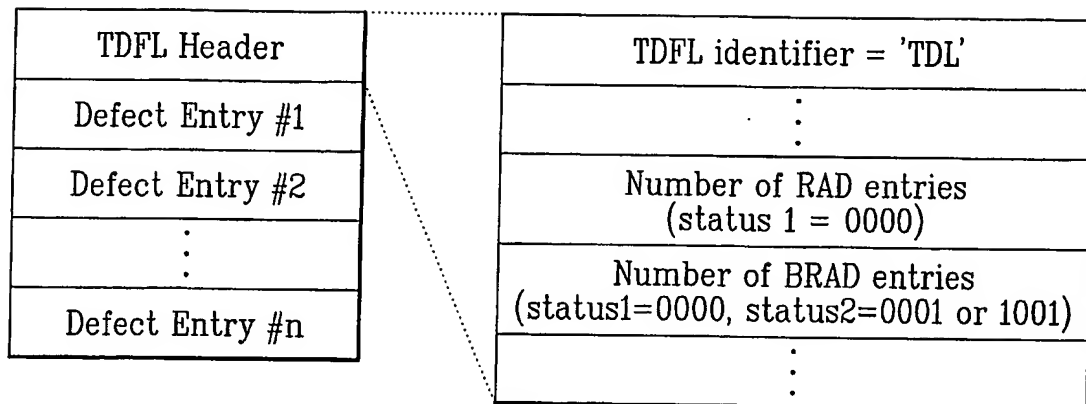 TDFL Header
Defect Entry #1
Defect Entry #2
⋮
Defect Entry #n
TDFL identifier = 'TDL'
⋮
Number of RAD entries
(status 1 = 0000)
Number of BRAD entries
(status1=0000, status2=0001 or 1001)
⋮